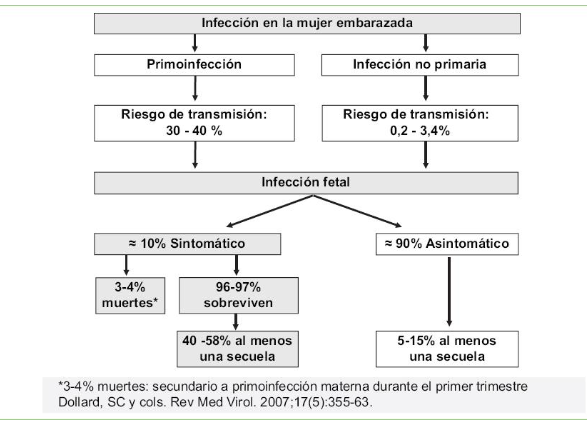 Infección en la mujer embarazada
Primoinfección
Infección no primaria
Riesgo de transmisión:
30 - 40 %
Riesgo de transmisión:
0,2 - 3,4%
Infección fetal
≈ 10% Sintomático
≈ 90% Asintomático
3-4%
muertes*
96-97%
sobreviven
40 -58% al menos
una secuela
5-15% al menos
una secuela
*3-4% muertes: secundario a primoinfección materna durante el primer trimestre
Dollard, SC y cols. Rev Med Virol. 2007;17(5):355-63.